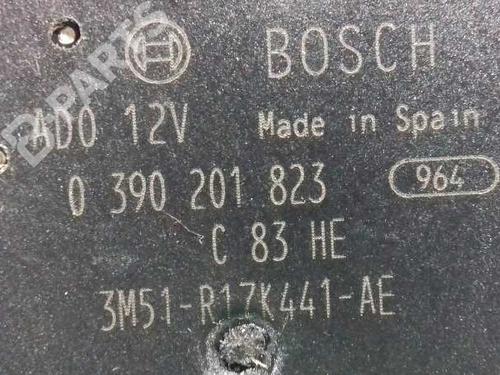 BOSCH
ADO 12V Made in Spain
0 390 201 823 964
C 83 HE
3M51-R17K441-AE